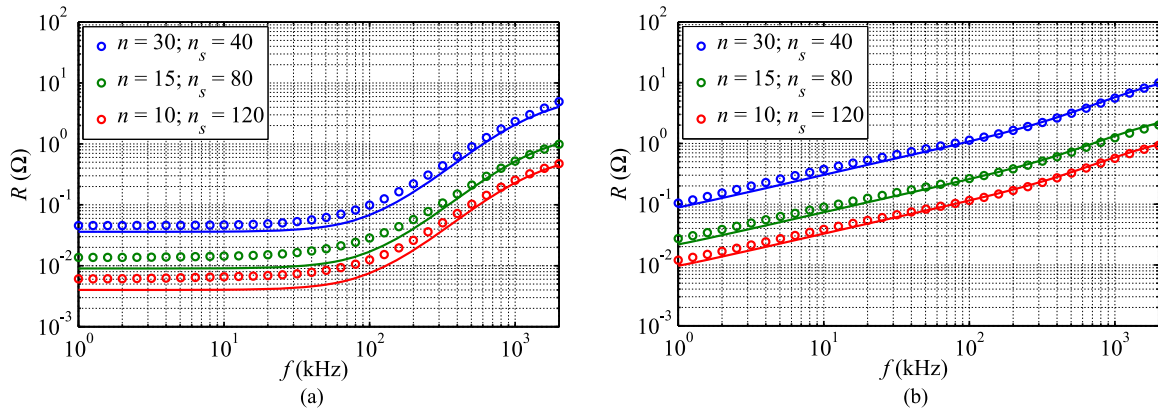 10^2
10^1
10^0
10^-1
10^-2
10^-3
R (Ω)
n = 30; n_s = 40
n = 15; n_s = 80
n = 10; n_s = 120
10^0
10^1
10^2
10^3
f (kHz)
(a)
10^2
10^1
10^0
10^-1
10^-2
10^-3
R (Ω)
n = 30; n_s = 40
n = 15; n_s = 80
n = 10; n_s = 120
10^0
10^1
10^2
10^3
f (kHz)
(b)